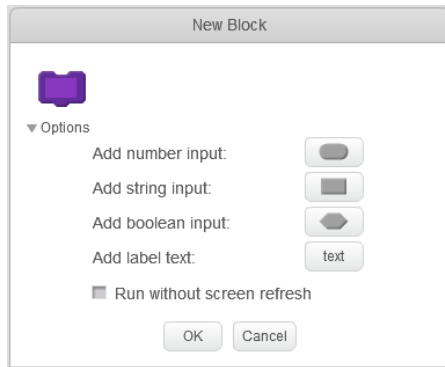 New Block
Options
Add number input:
Add string input:
Add boolean input:
Add label text: text
Run without screen refresh
OK Cancel